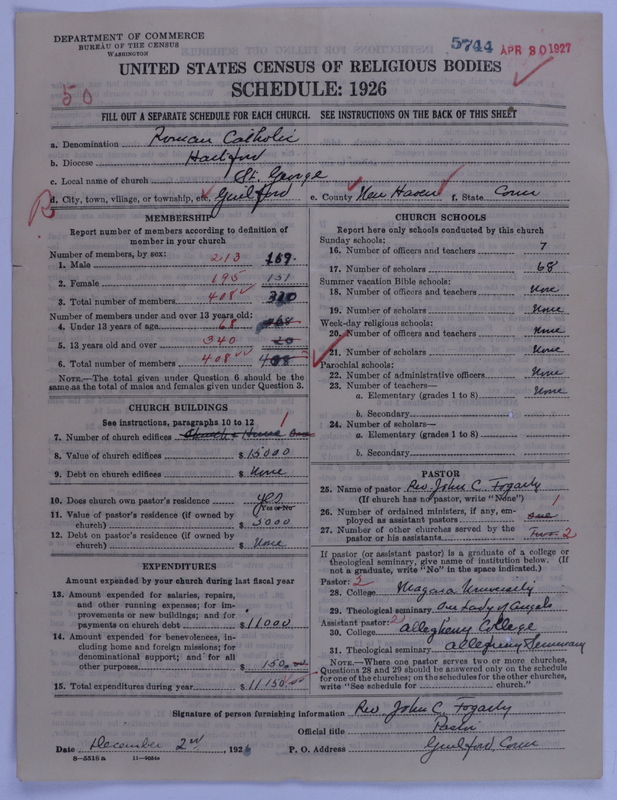 DEPARTMENT OF COMMERCE
BUREAU OF THE CENSUS
WASHINGTON
5744 APR 30 1927
UNITED STATES CENSUS OF RELIGIOUS BODIES
50
SCHEDULE: 1926
FILL OUT A SEPARATE SCHEDULE FOR EACH CHURCH. SEE INSTRUCTIONS ON THE BACK OF THIS SHEET
a. Denomination Roman Catholic
b. Diocese Hartford
c. Local name of church St. George
d. City, town, village, or township, etc. Guilford e. County New Haven f. State Conn
MEMBERSHIP
Report number of members according to definition of
member in your church
Number of members, by sex:
1. Male 213 169
2. Female 195 151
3. Total number of members 408 320
Number of members under and over 13 years old:
4. Under 13 years of age 68
5. 13 years old and over 340
6. Total number of members 408 408
NOTE.—The total given under Question 6 should be the
same as the total of males and females given under Question 3.
CHURCH BUILDINGS
See instructions, paragraphs 10 to 12
7. Number of church edifices Church & House 1
8. Value of church edifices $ 15000
9. Debt on church edifices $ None
10. Does church own pastor's residence yes
(Yes or No)
11. Value of pastor's residence (if owned by
church) $ 5000
12. Debt on pastor's residence (if owned by
church) $ None
EXPENDITURES
Amount expended by your church during last fiscal year
13. Amount expended for salaries, repairs,
and other running expenses; for im-
provements or new buildings; and for
payments on church debt $ 11000
14. Amount expended for benevolences, in-
cluding home and foreign missions; for
denominational support; and for all
other purposes $ 150.00
15. Total expenditures during year $ 11150.00
CHURCH SCHOOLS
Report here only schools conducted by this church
Sunday schools:
16. Number of officers and teachers 7
17. Number of scholars 68
Summer vacation Bible schools:
18. Number of officers and teachers None
19. Number of scholars None
Week-day religious schools:
20. Number of officers and teachers None
21. Number of scholars None
Parochial schools:
22. Number of administrative officers None
23. Number of teachers—
a. Elementary (grades 1 to 8) None
b. Secondary
24. Number of scholars—
a. Elementary (grades 1 to 8)
b. Secondary
PASTOR
25. Name of pastor Rev John C. Fogarty
(If church has no pastor, write "None")
26. Number of ordained ministers, if any, em-
ployed as assistant pastors one 1
27. Number of other churches served by the
pastor or his assistants Two 2
If pastor (or assistant pastor) is a graduate of a college or
theological seminary, give name of institution below. (If
not a graduate, write "No" in the space indicated.)
Pastor: 3
28. College Niagara University
29. Theological seminary Our Lady of Angels
Assistant pastor: 2
30. College Allegheny College
31. Theological seminary Allegheny Seminary
NOTE.—Where one pastor serves two or more churches,
Questions 28 and 29 should be answered only on the schedule
for one of the churches; on the schedules for the other churches,
write "See schedule for church."
Signature of person furnishing information Rev. John C. Fogarty
Official title Pastor
Date December 2nd, 1926 P. O. Address Guilford, Conn
8—5518 a 11—9054